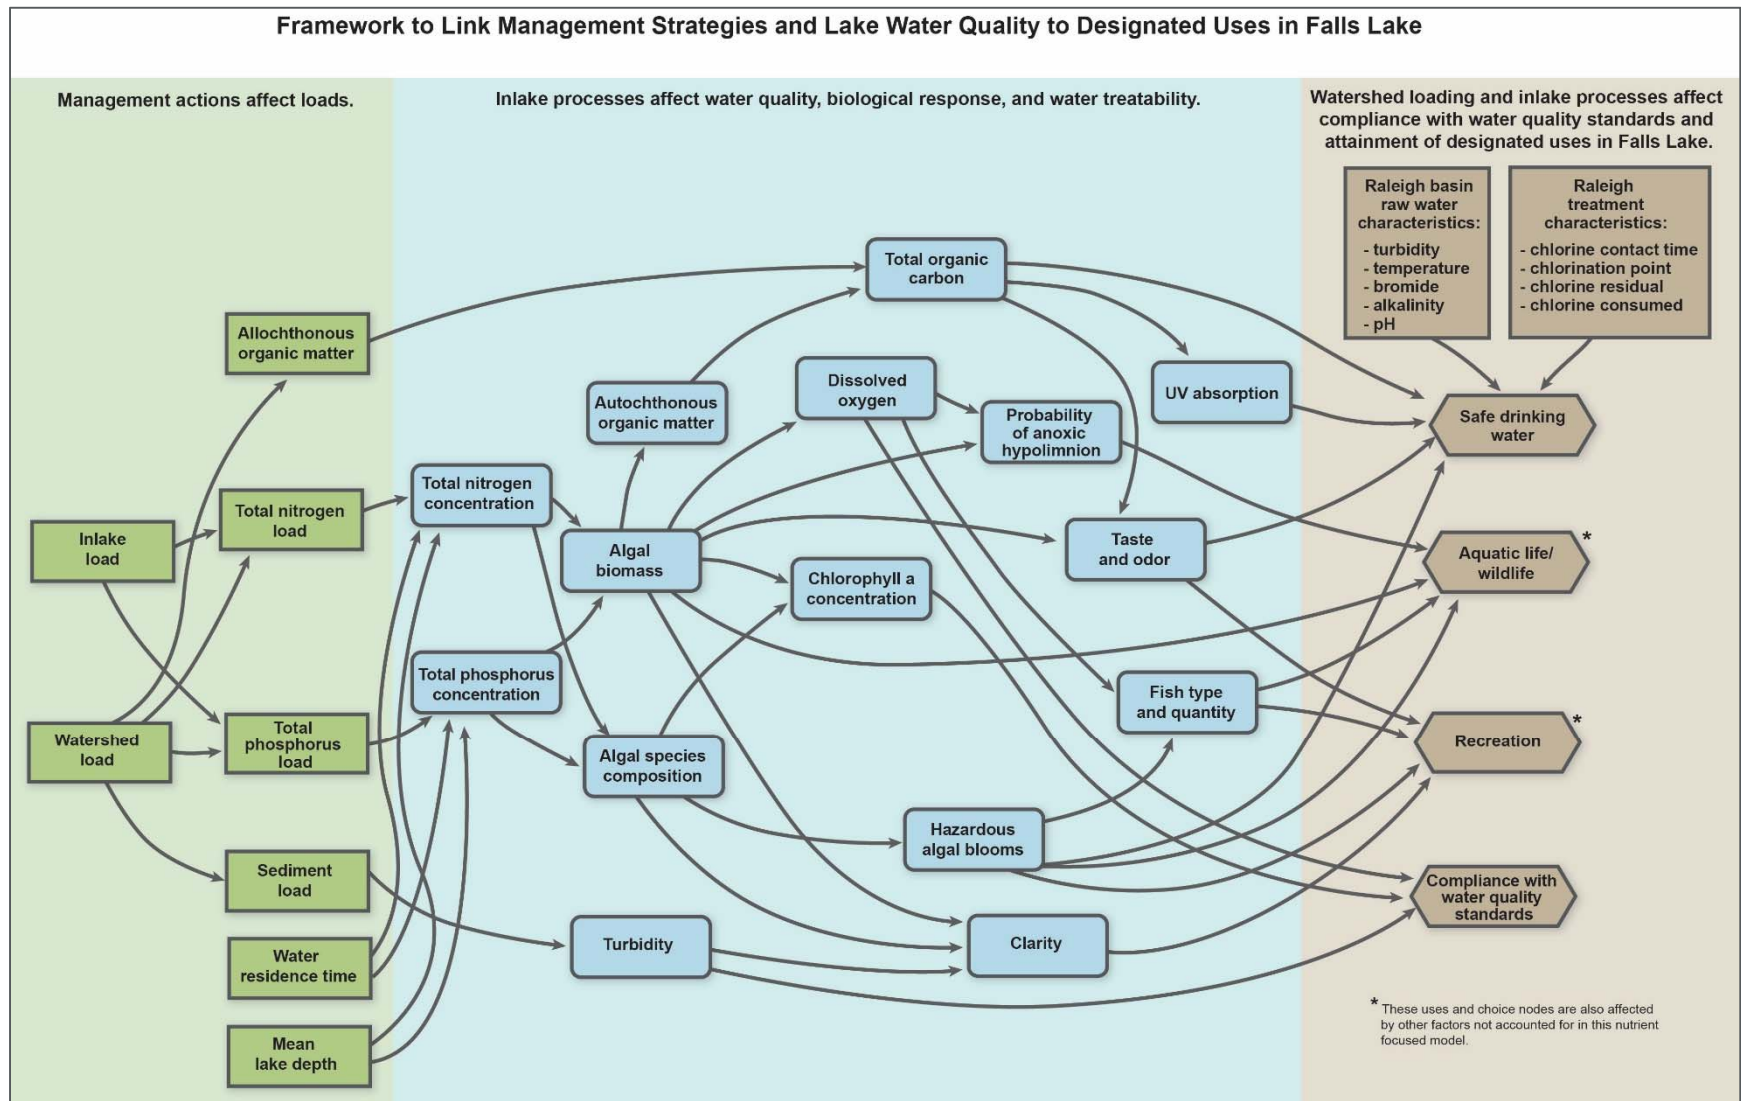 Framework to Link Management Strategies and Lake Water Quality to Designated Uses in Falls Lake
Management actions affect loads.
Inlake processes affect water quality, biological response, and water treatability.
Watershed loading and inlake processes affect
compliance with water quality standards and
attainment of designated uses in Falls Lake.
Raleigh basin
raw water
characteristics:
- turbidity
- temperature
- bromide
- alkalinity
- pH
Raleigh
treatment
characteristics:
- chlorine contact time
- chlorination point
- chlorine residual
- chlorine consumed
Total organic
carbon
Allochthonous
organic matter
Autochthonous
organic matter
Dissolved
oxygen
UV absorption
Probability
of anoxic
hypolimnion
Safe drinking
water
Total nitrogen
concentration
Total nitrogen
load
Inlake
load
Algal
biomass
Taste
and odor
Aquatic life/
wildlife
*
Chlorophyll a
concentration
Total phosphorus
concentration
Fish type
and quantity
Watershed
load
Total
phosphorus
load
Algal species
composition
Recreation
*
Hazardous
algal blooms
Sediment
load
Compliance with
water quality
standards
Turbidity
Clarity
Water
residence time
Mean
lake depth
* These uses and choice nodes are also affected
by other factors not accounted for in this nutrient
focused model.